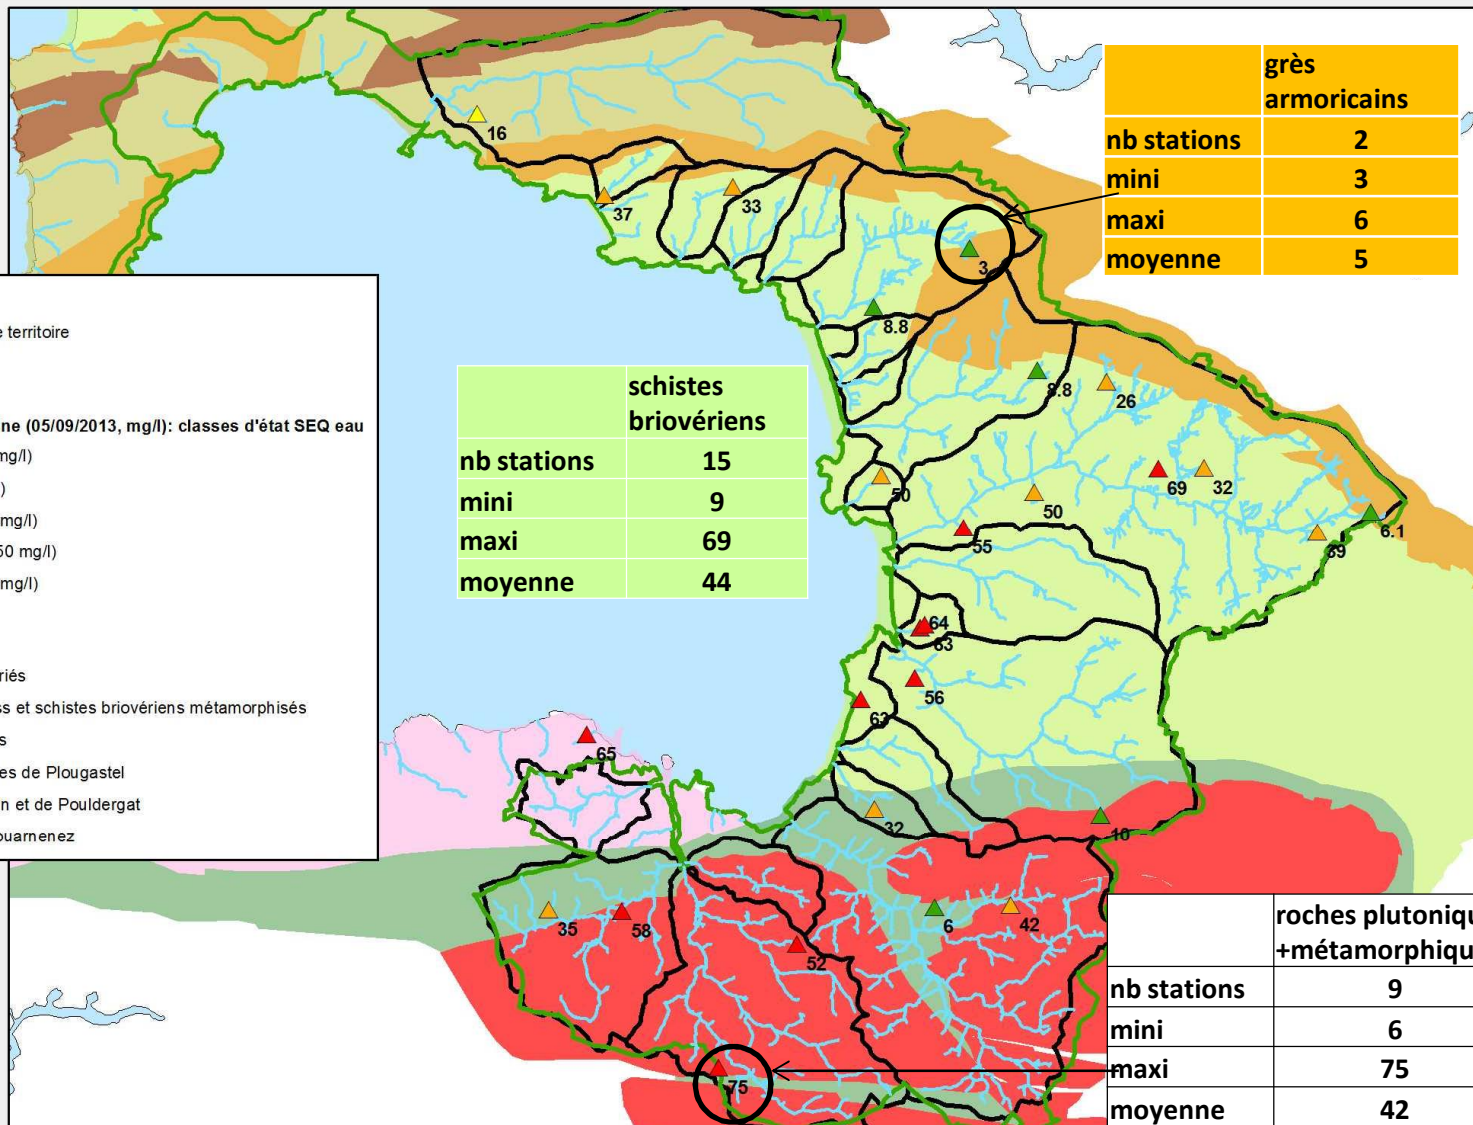 grès
armoricains
nb stations 2
mini 3
maxi 6
moyenne 5
16
37
33
3
8.8
8.8
26
territoire
ne (05/09/2013, mg/l): classes d'état SEQ eau
mg/l)
)
mg/l)
50 mg/l)
mg/l)
riés
ss et schistes briovériens métamorphisés
s
es de Plougastel
n et de Pouldergat
ouarnenez
schistes
briovériens
nb stations 15
mini 9
maxi 69
moyenne 44
50
50
69
32
55
39
6.1
64
63
56
63
65
32
10
35
58
52
6
42
75
roches plutoniqu
+métamorphiqu
nb stations 9
mini 6
maxi 75
moyenne 42